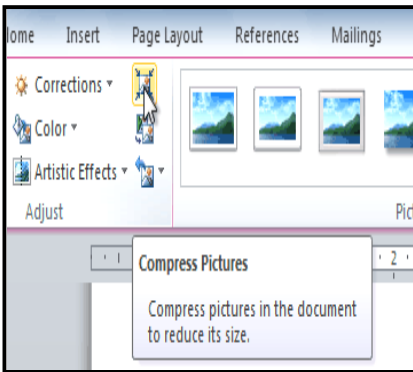 Insert Page Layout References Mailings
Corrections
Color
Artistic Effects
Adjust
2
Compress Pictures
Compress pictures in the document
to reduce its size.